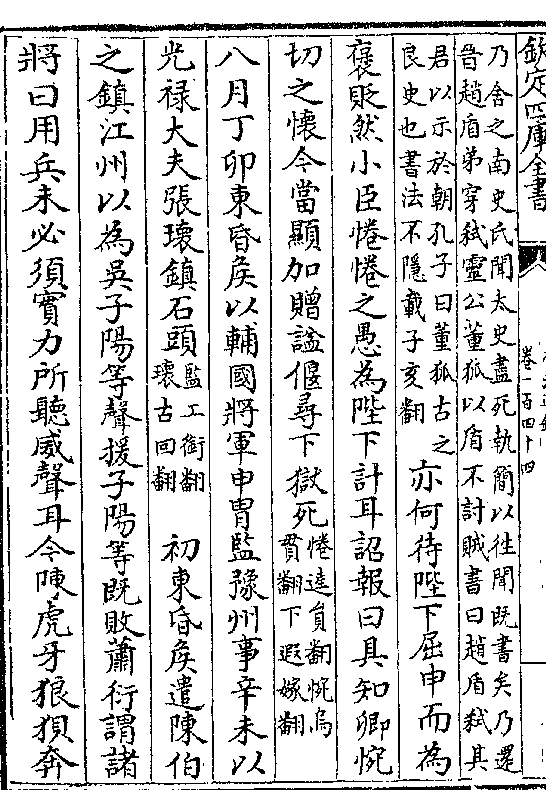 欽定四庫全書
卷一百四十四
乃舍之南史氏聞太史盡死執簡以往聞既書矣乃還
晉趙盾弟穿弑靈公董狐以盾不討賊書曰趙盾弑其
君以示於朝孔子曰董狐古之
良史也書法不隱載子亥翻
亦何待陛下屈申而為
襃貶然小臣惓惓之愚為陛下計耳詔報曰具知卿惋
切之懷今當顯加贈諡偃尋下獄死
惓逵負翻惋烏
貫翻下遐嫁翻
八月丁卯東昏侯以輔國將軍申胄監豫州事辛未以
光祿大夫張瓌鎮石頭
監工銜翻
瓌古回翻
初東昏侯遣陳伯
之鎮江州以為吳子陽等聲援子陽等既敗蕭衍謂諸
將曰用兵未必須實力所聽威聲耳今陳虎牙狼狽奔